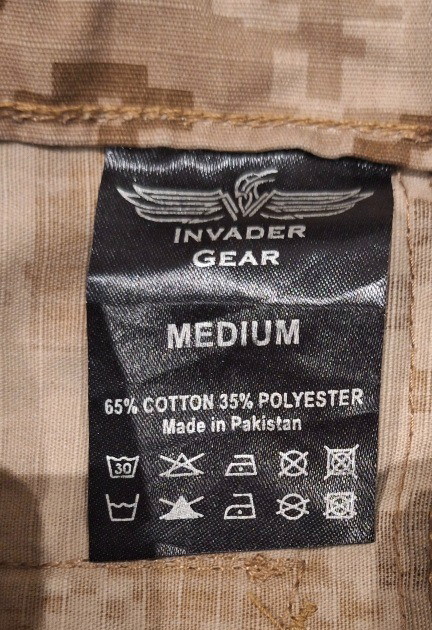 INVADER
GEAR
MEDIUM
65% COTTON 35% POLYESTER
Made in Pakistan
30